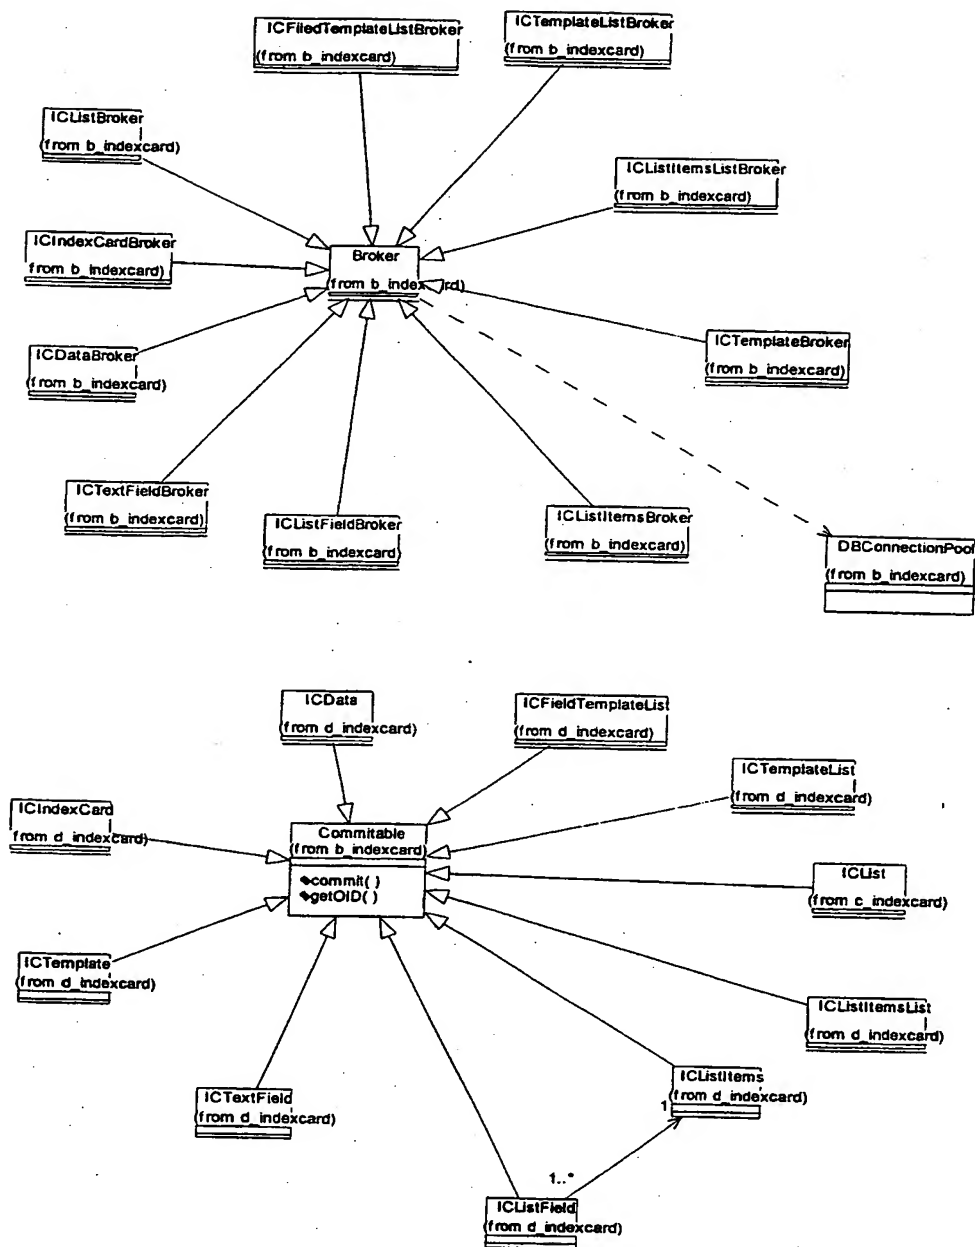 ICFiledTemplateListBroker
(from b_indexcard)
ICTemplateListBroker
(from b_indexcard)
ICListBroker
(from b_indexcard)
ICListItemsListBroker
(from b_indexcard)
ICIndexCardBroker
(from b_indexcard)
Broker
(from b_indexcard)
ICDataBroker
(from b_indexcard)
ICTemplateBroker
(from b_indexcard)
ICTextFieldBroker
(from b_indexcard)
ICListFieldBroker
(from b_indexcard)
ICListItemsBroker
(from b_indexcard)
DBConnectionPool
(from b_indexcard)
ICData
(from d_indexcard)
ICFieldTemplateList
(from d_indexcard)
ICTemplateList
(from d_indexcard)
ICIndexCard
from d_indexcard)
Commitable
(from b_indexcard)
commit( )
getOID( )
ICList
(from c_indexcard)
ICTemplate
(from d_indexcard)
ICListItemsList
(from d_indexcard)
ICTextField
(from d_indexcard)
ICListItems
(from d_indexcard)
1
1..*
ICListField
(from d_indexcard)